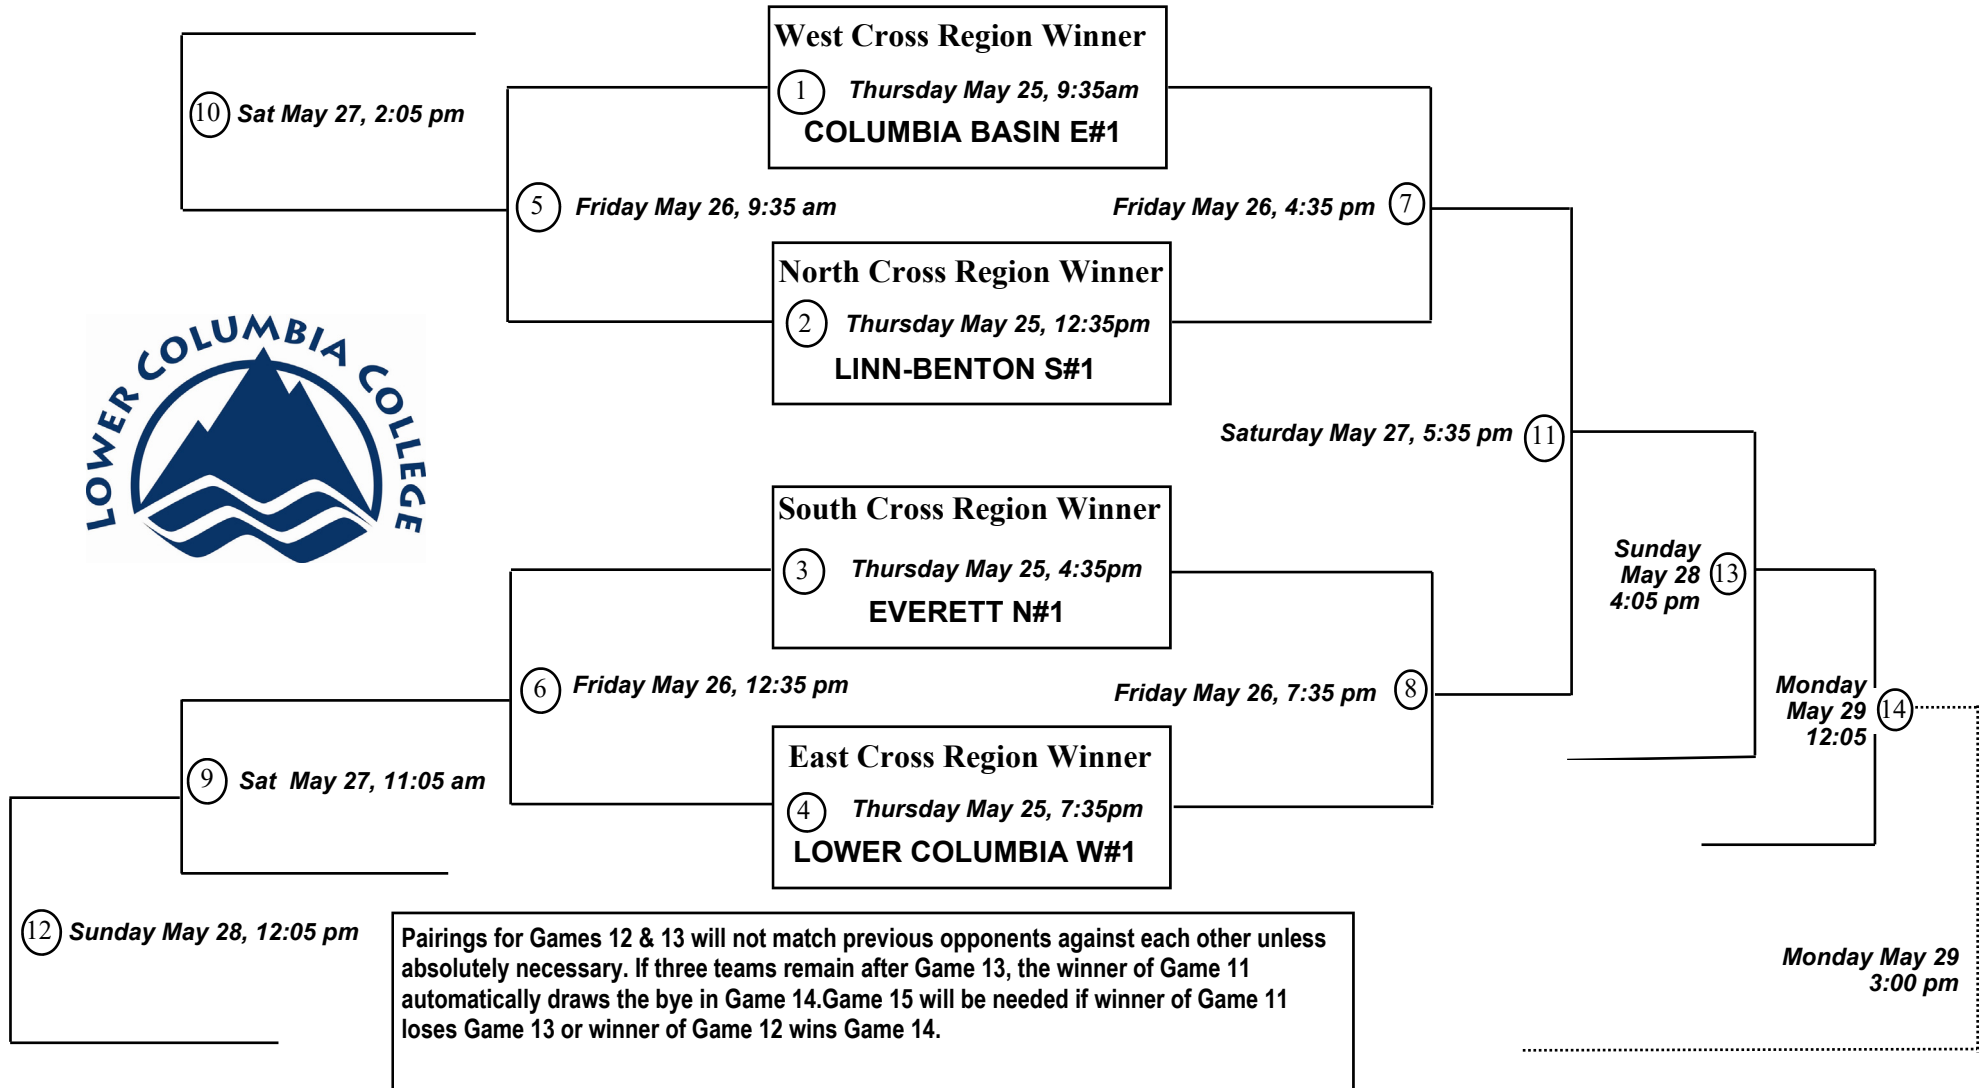 West Cross Region Winner
1 Thursday May 25, 9:35am
COLUMBIA BASIN E#1
10 Sat May 27, 2:05 pm
5 Friday May 26, 9:35 am
Friday May 26, 4:35 pm 7
North Cross Region Winner
2 Thursday May 25, 12:35pm
LINN-BENTON S#1
LOWER COLUMBIA COLLEGE
Saturday May 27, 5:35 pm 11
South Cross Region Winner
3 Thursday May 25, 4:35pm
EVERETT N#1
Sunday
May 28 13
4:05 pm
6 Friday May 26, 12:35 pm
Friday May 26, 7:35 pm 8
Monday
May 29 14
12:05
East Cross Region Winner
9 Sat May 27, 11:05 am
4 Thursday May 25, 7:35pm
LOWER COLUMBIA W#1
12 Sunday May 28, 12:05 pm
Pairings for Games 12 & 13 will not match previous opponents against each other unless
absolutely necessary. If three teams remain after Game 13, the winner of Game 11
automatically draws the bye in Game 14.Game 15 will be needed if winner of Game 11
loses Game 13 or winner of Game 12 wins Game 14.
Monday May 29
3:00 pm